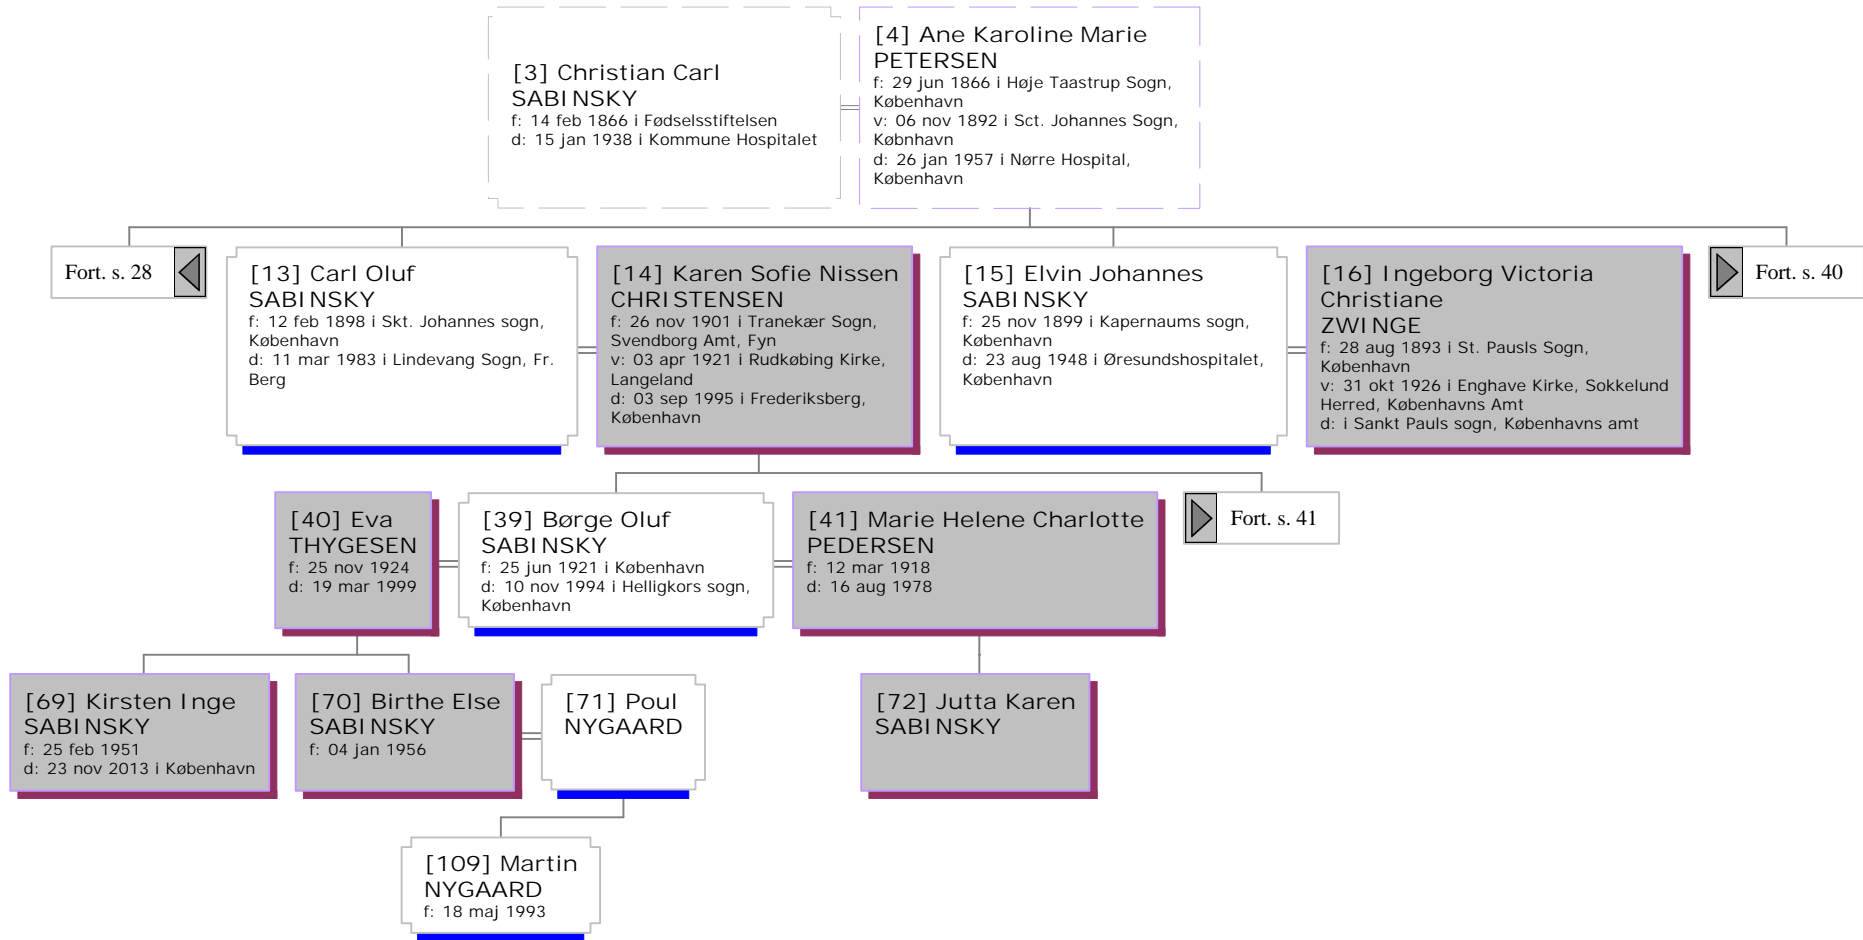 [3] Christian Carl
SABINSKY
f: 14 feb 1866 i Fødselsstiftelsen
d: 15 jan 1938 i Kommune Hospitalet
[4] Ane Karoline Marie
PETERSEN
f: 29 jun 1866 i Høje Taastrup Sogn,
København
v: 06 nov 1892 i Sct. Johannes Sogn,
Købnhavn
d: 26 jan 1957 i Nørre Hospital,
København
Fort. s. 28
[13] Carl Oluf
SABINSKY
f: 12 feb 1898 i Skt. Johannes sogn,
København
d: 11 mar 1983 i Lindevang Sogn, Fr.
Berg
[14] Karen Sofie Nissen
CHRISTENSEN
f: 26 nov 1901 i Tranekær Sogn,
Svendborg Amt, Fyn
v: 03 apr 1921 i Rudkøbing Kirke,
Langeland
d: 03 sep 1995 i Frederiksberg,
København
[15] Elvin Johannes
SABINSKY
f: 25 nov 1899 i Kapernaums sogn,
København
d: 23 aug 1948 i Øresundshospitalet,
København
[16] Ingeborg Victoria
Christiane
ZWINGE
f: 28 aug 1893 i St. Pausls Sogn,
København
v: 31 okt 1926 i Enghave Kirke, Sokkelund
Herred, Københavns Amt
d: i Sankt Pauls sogn, Københavns amt
Fort. s. 40
[40] Eva
THYGESEN
f: 25 nov 1924
d: 19 mar 1999
[39] Børge Oluf
SABINSKY
f: 25 jun 1921 i København
d: 10 nov 1994 i Helligkors sogn,
København
[41] Marie Helene Charlotte
PEDERSEN
f: 12 mar 1918
d: 16 aug 1978
Fort. s. 41
[69] Kirsten Inge
SABINSKY
f: 25 feb 1951
d: 23 nov 2013 i København
[70] Birthe Else
SABINSKY
f: 04 jan 1956
[71] Poul
NYGAARD
[72] Jutta Karen
SABINSKY
[109] Martin
NYGAARD
f: 18 maj 1993